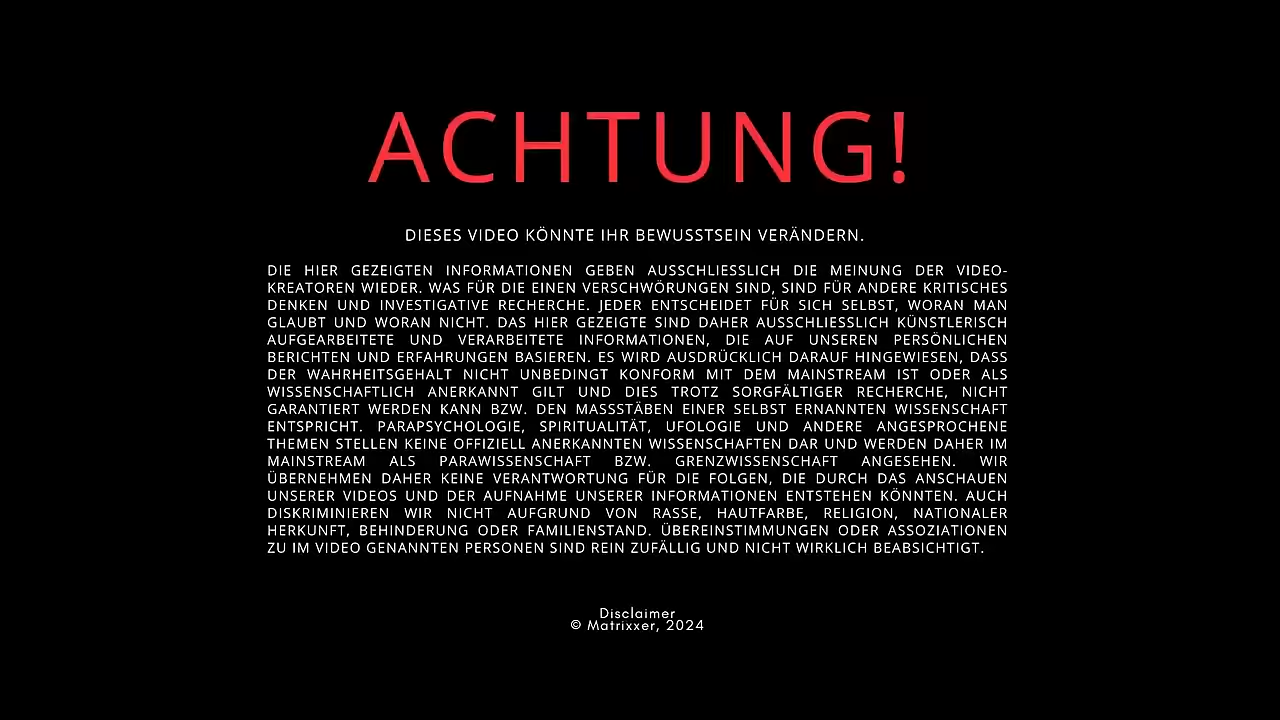 ACHTUNG!
DIESES VIDEO KÖNNTE IHR BEWUSSTSEIN VERÄNDERN.
DIE HIER GEZEIGTEN INFORMATIONEN GEBEN AUSSCHLIESSLICH DIE MEINUNG DER VIDEO-
KREATOREN WIEDER. WAS FÜR DIE EINEN VERSCHWÖRUNGEN SIND, SIND FÜR ANDERE KRITISCHES
DENKEN UND INVESTIGATIVE RECHERCHE. JEDER ENTSCHEIDET FÜR SICH SELBST, WORAN MAN
GLAUBT UND WORAN NICHT. DAS HIER GEZEIGTE SIND DAHER AUSSCHLIESSLICH KÜNSTLERISCH
AUFGEARBEITETE UND VERARBEITETE INFORMATIONEN, DIE AUF UNSEREN PERSÖNLICHEN
BERICHTEN UND ERFAHRUNGEN BASIEREN. ES WIRD AUSDRÜCKLICH DARAUF HINGEWIESEN, DASS
DER WAHRHEITSGEHALT NICHT UNBEDINGT KONFORM MIT DEM MAINSTREAM IST ODER ALS
WISSENSCHAFTLICH ANERKANNT GILT UND DIES TROTZ SORGFÄLTIGER RECHERCHE, NICHT
GARANTIERT WERDEN KANN BZW. DEN MASSSTÄBEN EINER SELBST ERNANNTEN WISSENSCHAFT
ENTSPRICHT. PARAPSYCHOLOGIE, SPIRITUALITÄT, UFOLOGIE UND ANDERE ANGESPROCHENE
THEMEN STELLEN KEINE OFFIZIELL ANERKANNTEN WISSENSCHAFTEN DAR UND WERDEN DAHER IM
MAINSTREAM ALS PARAWISSENSCHAFT BZW. GRENZWISSENSCHAFT ANGESEHEN. WIR
ÜBERNEHMEN DAHER KEINE VERANTWORTUNG FÜR DIE FOLGEN, DIE DURCH DAS ANSCHAUEN
UNSERER VIDEOS UND DER AUFNAHME UNSERER INFORMATIONEN ENTSTEHEN KÖNNTEN. AUCH
DISKRIMINIEREN WIR NICHT AUFGRUND VON RASSE, HAUTFARBE, RELIGION, NATIONALER
HERKUNFT, BEHINDERUNG ODER FAMILIENSTAND. ÜBEREINSTIMMUNGEN ODER ASSOZIATIONEN
ZU IM VIDEO GENANNTEN PERSONEN SIND REIN ZUFÄLLIG UND NICHT WIRKLICH BEABSICHTIGT.
Disclaimer
© Matrixxer, 2024